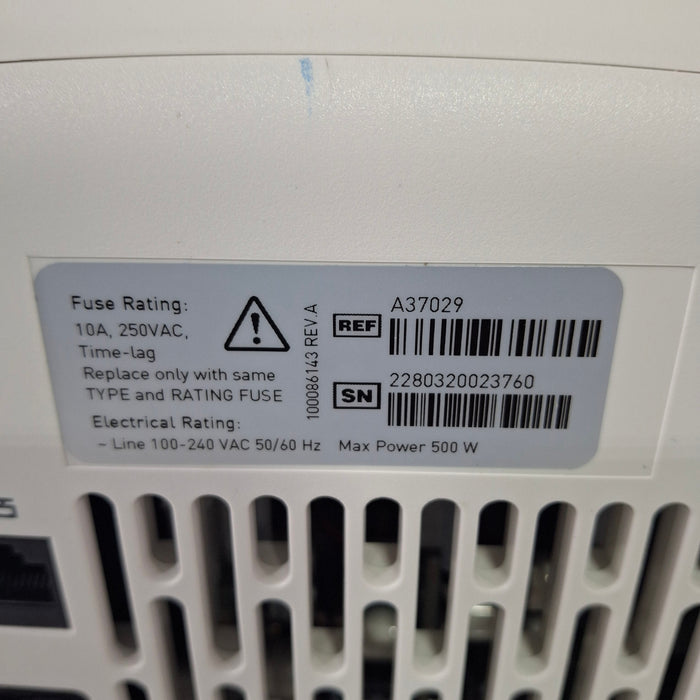 Fuse Rating:
10A, 250VAC,
Time-lag
Replace only with same
TYPE and RATING FUSE
Electrical Rating:
~ Line 100-240 VAC 50/60 Hz Max Power 500 W
100086143 REV.A
REF
A37029
SN
2280320023760